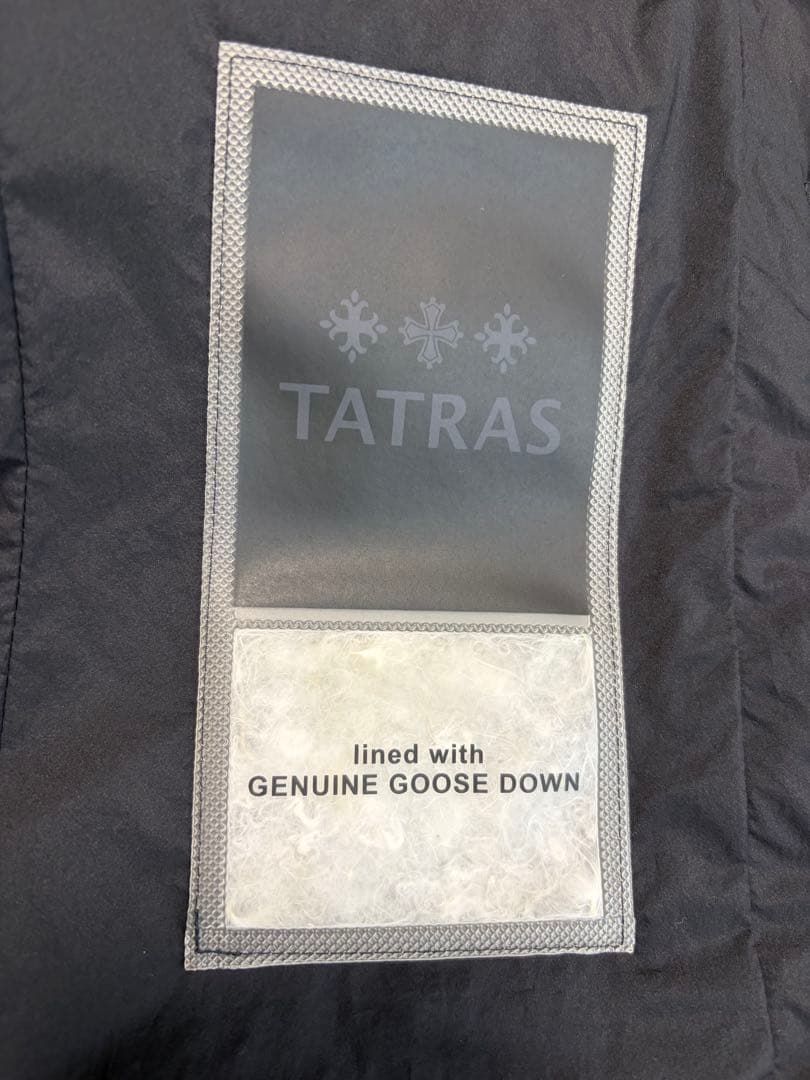 TATRAS
lined with
GENUINE GOOSE DOWN